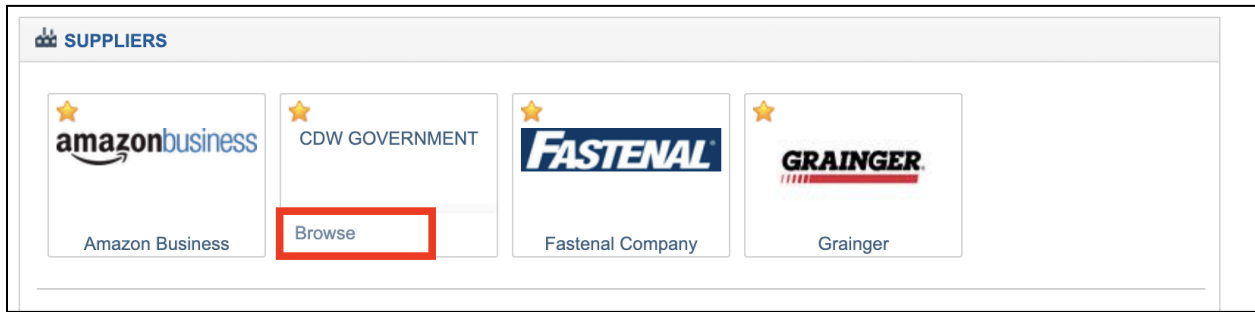 SUPPLIERS
amazonbusiness
CDW GOVERNMENT
FASTENAL®
GRAINGER®
Browse
Amazon Business
Fastenal Company
Grainger